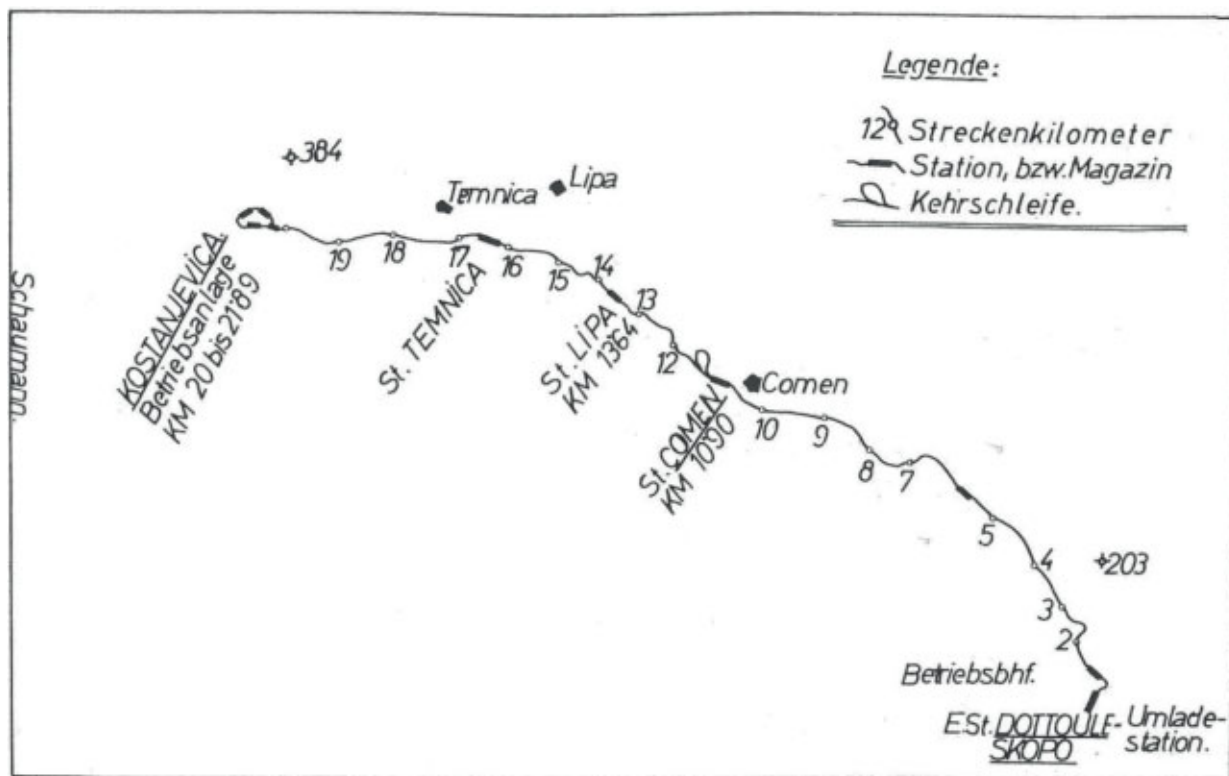 Legende:
12 Streckenkilometer
Station, bzw. Magazin
Kehrschleife.
384
Temnica
Lipa
19
18
17
16
15
14
13
12
10
9
8
7
5
4
3
2
203
KOSTANJEVICA.
Betriebsanlage
KM 20 bis 21'89
St. TEMNICA
St. LIPA
KM 13'64
St. COMEN.
KM 10'90
Comen
Betriebsbhf.
E.St. DOTTOULE-
SKOPO
Umlade-
station.
Schaumann.